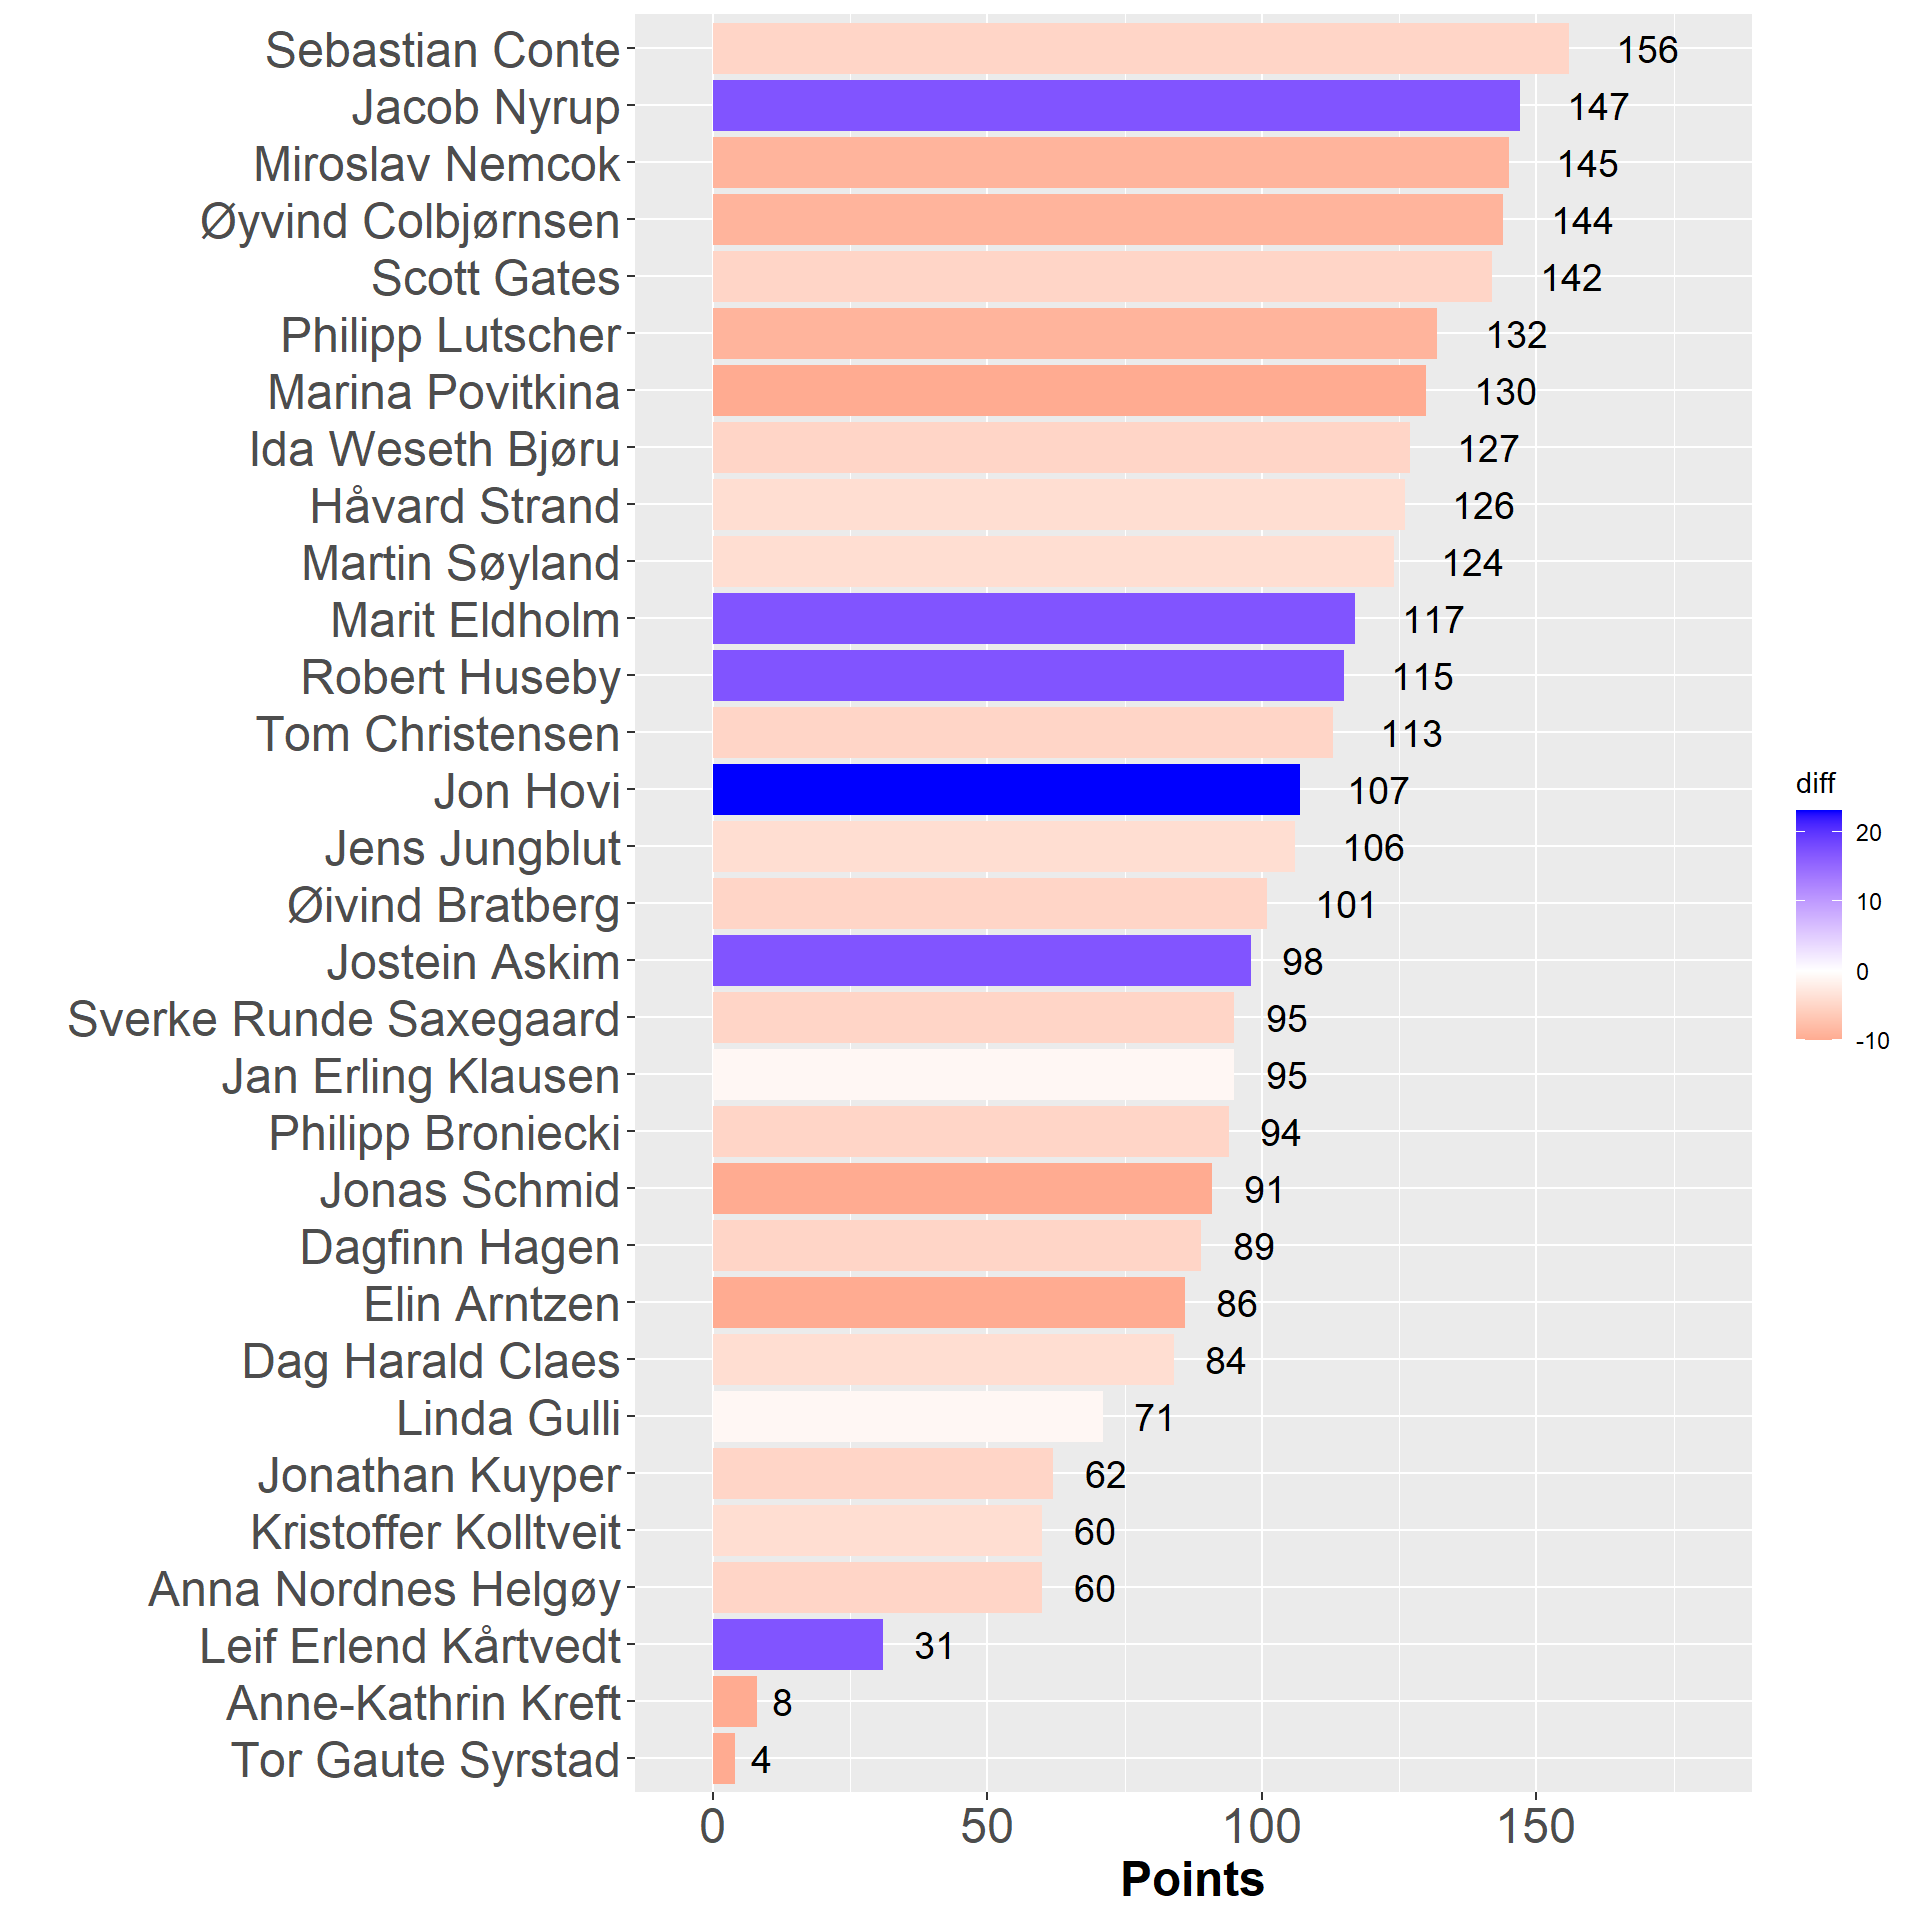 Sebastian Conte 156
Jacob Nyrup 147
Miroslav Nemcok 145
Øyvind Colbjørnsen 144
Scott Gates 142
Philipp Lutscher 132
Marina Povitkina 130
Ida Weseth Bjøru 127
Håvard Strand 126
Martin Søyland 124
Marit Eldholm 117
Robert Huseby 115
Tom Christensen 113
Jon Hovi 107
Jens Jungblut 106
Øivind Bratberg 101
Jostein Askim 98
Sverke Runde Saxegaard 95
Jan Erling Klausen 95
Philipp Broniecki 94
Jonas Schmid 91
Dagfinn Hagen 89
Elin Arntzen 86
Dag Harald Claes 84
Linda Gulli 71
Jonathan Kuyper 62
Kristoffer Kolltveit 60
Anna Nordnes Helgøy 60
Leif Erlend Kårtvedt 31
Anne-Kathrin Kreft 8
Tor Gaute Syrstad 4
0 50 100 150
Points
diff
20
10
0
-10